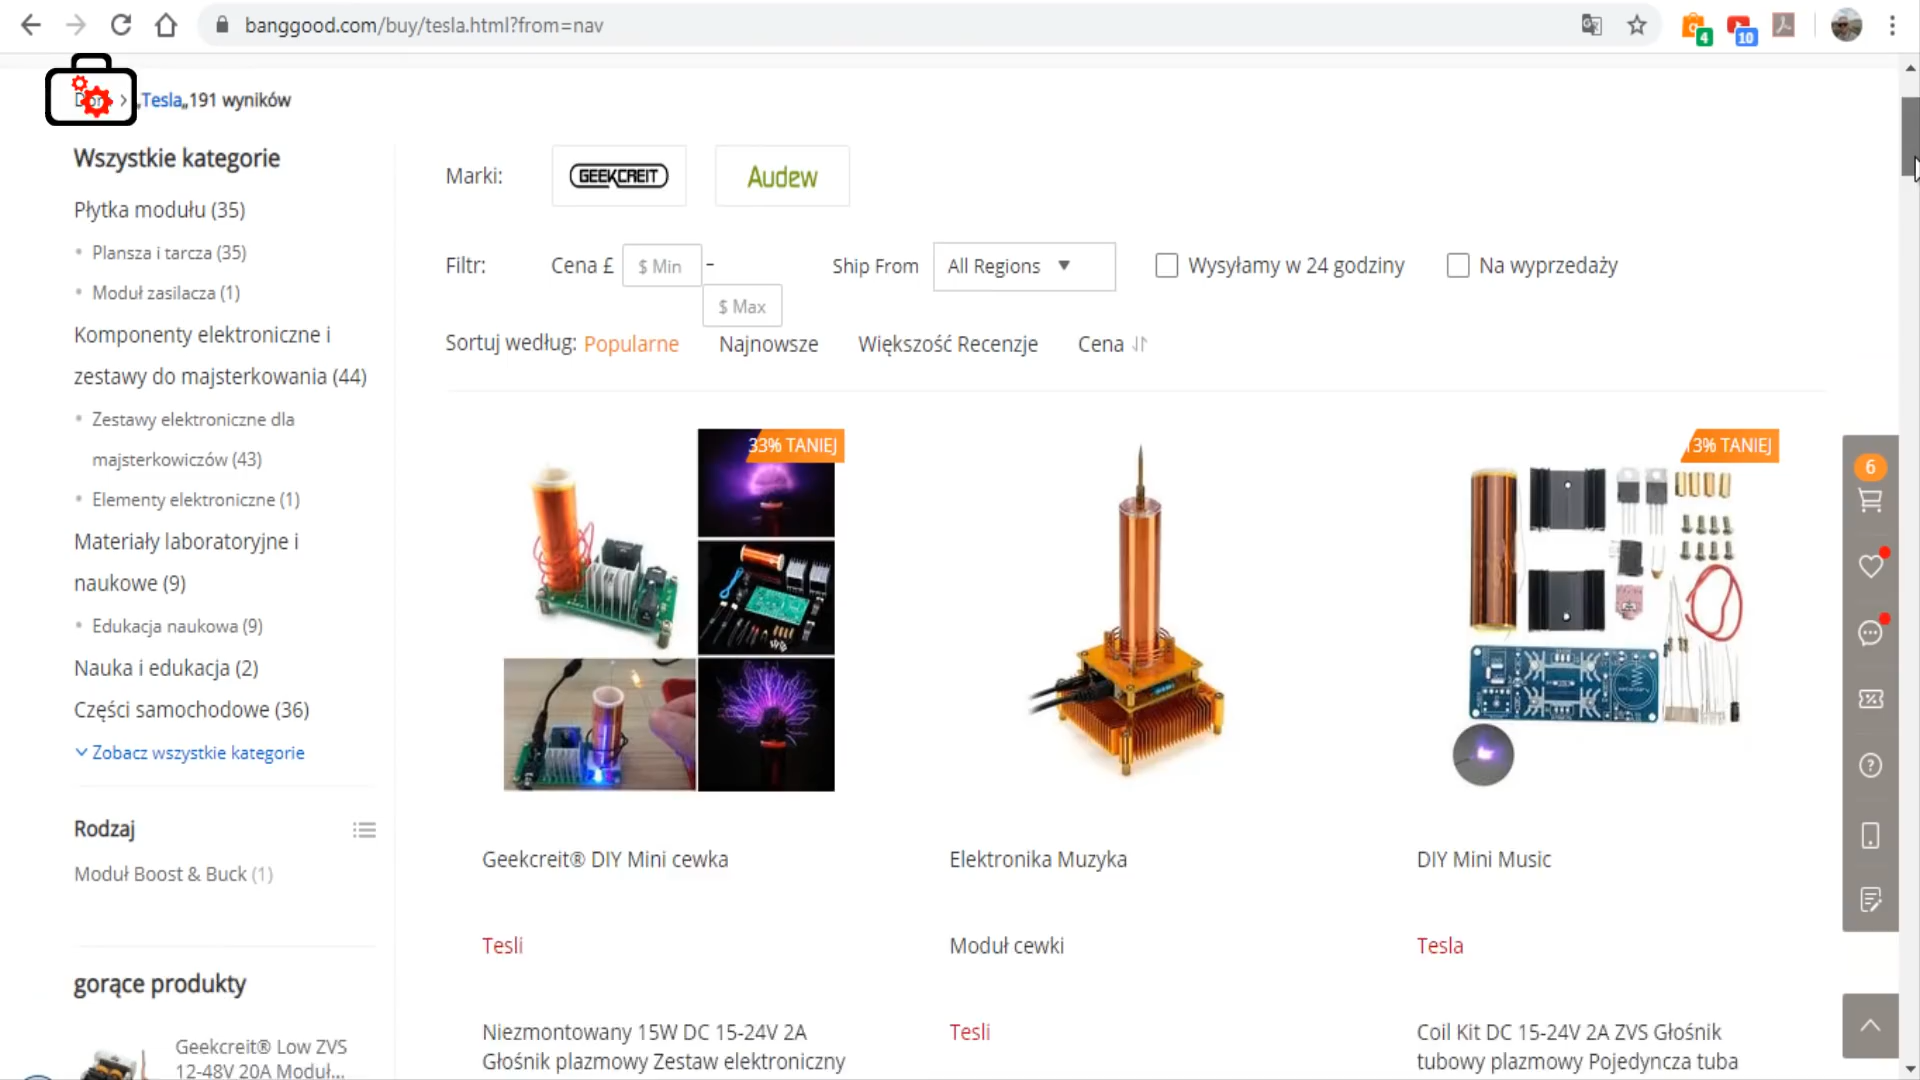 banggood.com/buy/tesla.html?from=nav
4
10
„Tesla„ 191 wyników
Wszystkie kategorie
Płytka modułu (35)
Plansza i tarcza (35)
Moduł zasilacza (1)
Komponenty elektroniczne i
zestawy do majsterkowania (44)
Zestawy elektroniczne dla
majsterkowiczów (43)
Elementy elektroniczne (1)
Materiały laboratoryjne i
naukowe (9)
Edukacja naukowa (9)
Nauka i edukacja (2)
Części samochodowe (36)
Zobacz wszystkie kategorie
Rodzaj
Moduł Boost & Buck (1)
gorące produkty
Geekcreit® Low ZVS
12-48V 20A Moduł...
Marki:
GEEKCREIT
Audew
Filtr:
Cena £
$ Min
-
$ Max
Ship From
All Regions
Wysyłamy w 24 godziny
Na wyprzedaży
Sortuj według:
Popularne
Najnowsze
Większość Recenzje
Cena
33% TANIEJ
3% TANIEJ
Geekcreit® DIY Mini cewka
Tesli
Niezmontowany 15W DC 15-24V 2A
Głośnik plazmowy Zestaw elektroniczny
Elektronika Muzyka
Moduł cewki
Tesli
DIY Mini Music
Tesla
Coil Kit DC 15-24V 2A ZVS Głośnik
tubowy plazmowy Pojedyncza tuba
6